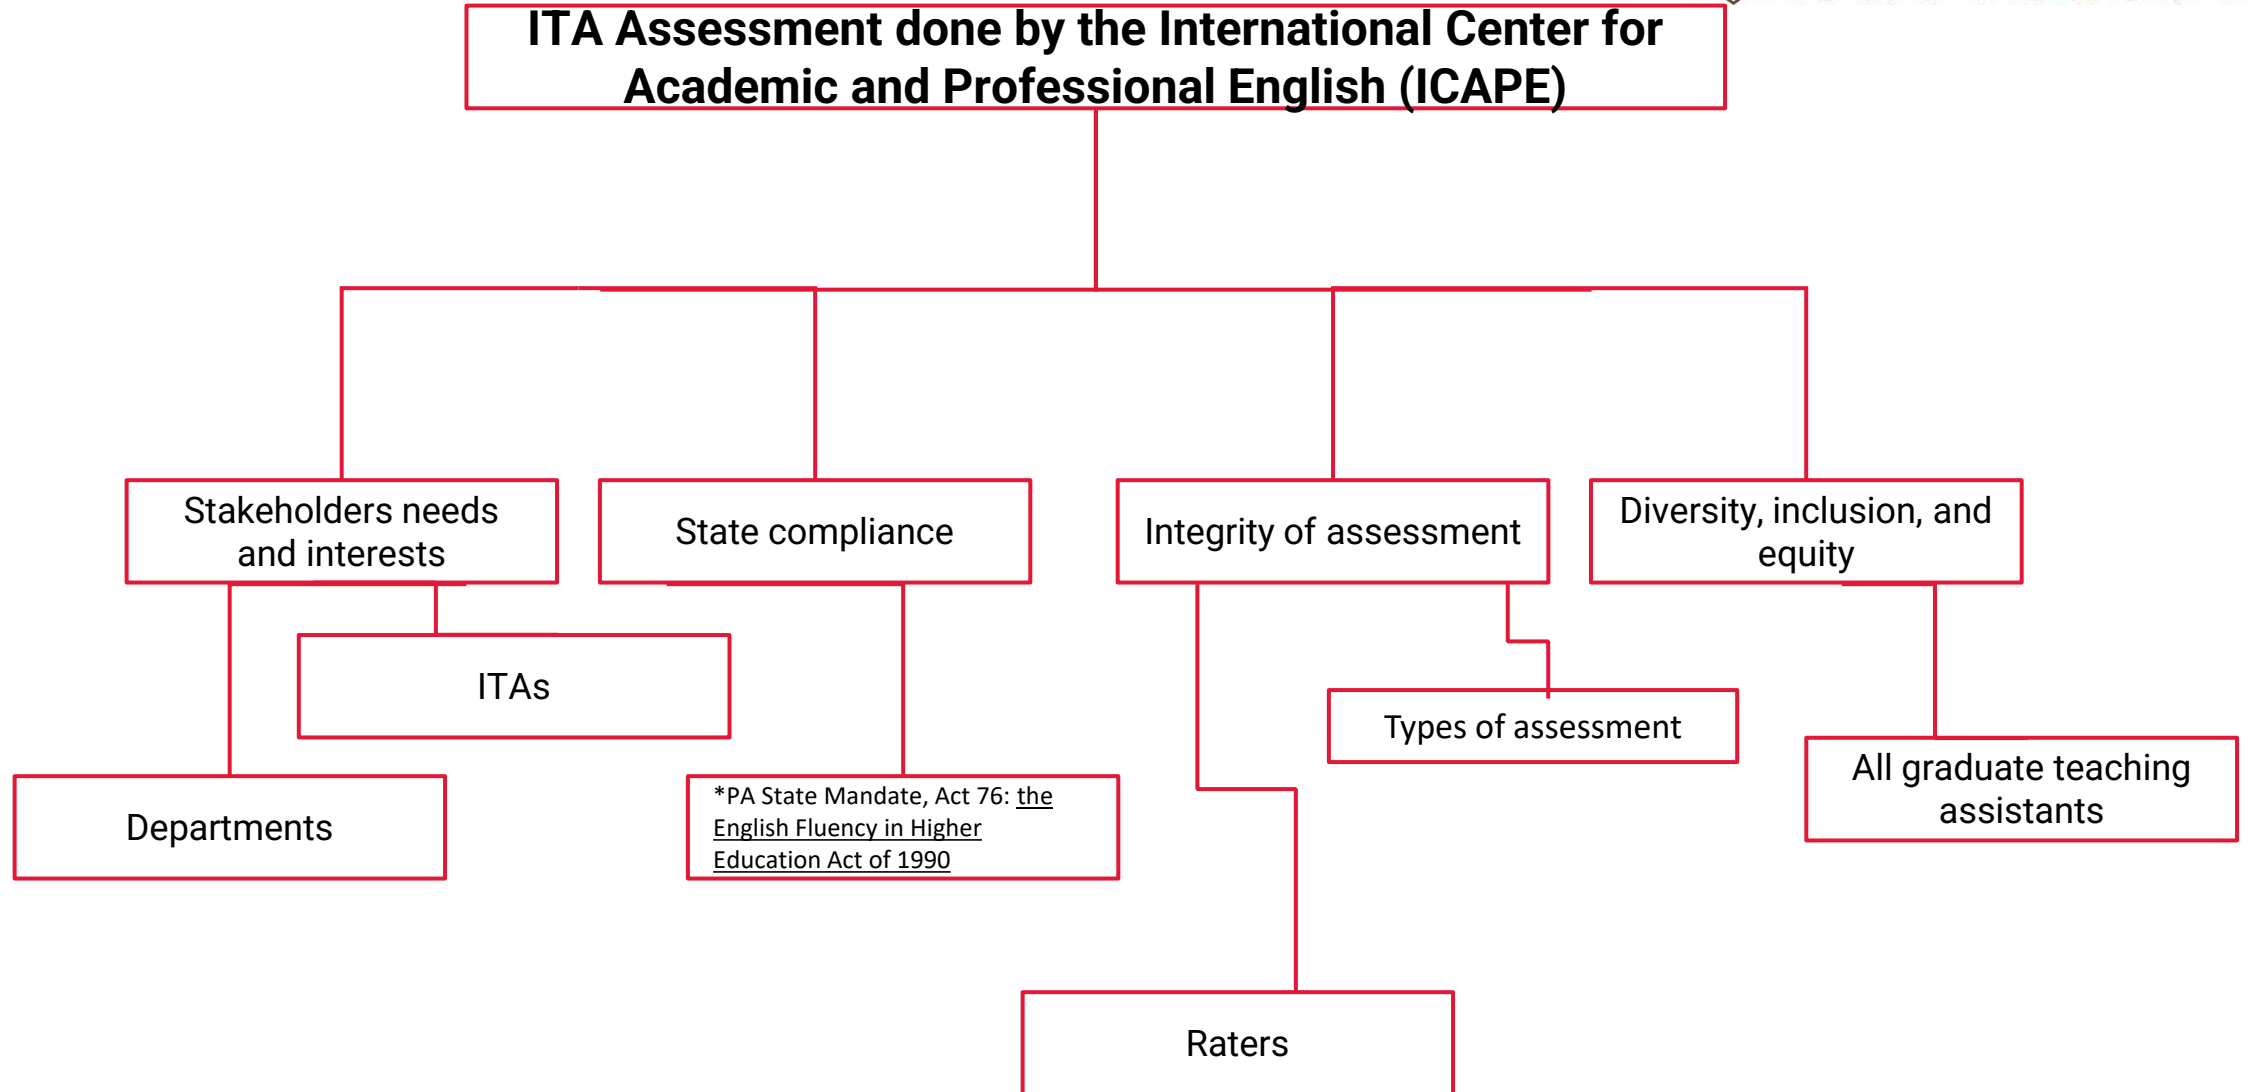 ITA Assessment done by the International Center for
Academic and Professional English (ICAPE)
Stakeholders needs
and interests
State compliance
Integrity of assessment
Diversity, inclusion, and
equity
ITAs
Types of assessment
Departments
*PA State Mandate, Act 76: the
English Fluency in Higher
Education Act of 1990
All graduate teaching
assistants
Raters